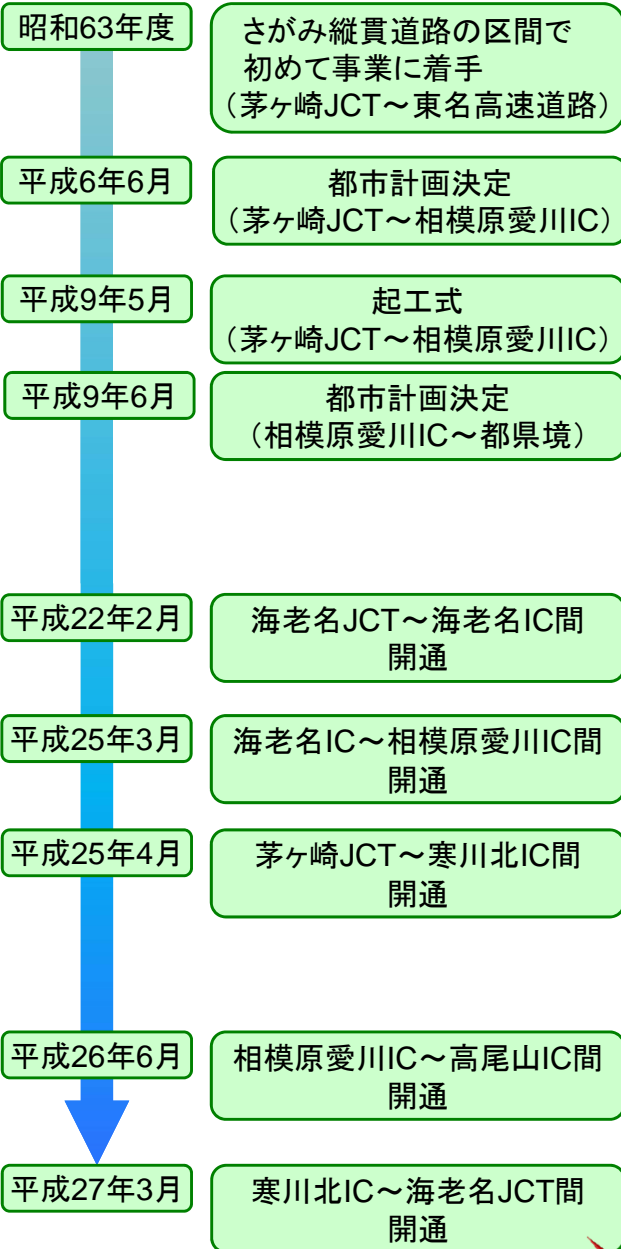 昭和63年度
さがみ縦貫道路の区間で
初めて事業に着手
(茅ヶ崎JCT～東名高速道路)
平成6年6月
都市計画決定
(茅ヶ崎JCT～相模原愛川IC)
平成9年5月
起工式
(茅ヶ崎JCT～相模原愛川IC)
平成9年6月
都市計画決定
(相模原愛川IC～都県境)
平成22年2月
海老名JCT～海老名IC間
開通
平成25年3月
海老名IC～相模原愛川IC間
開通
平成25年4月
茅ヶ崎JCT～寒川北IC間
開通
平成26年6月
相模原愛川IC～高尾山IC間
開通
平成27年3月
寒川北IC～海老名JCT間
開通